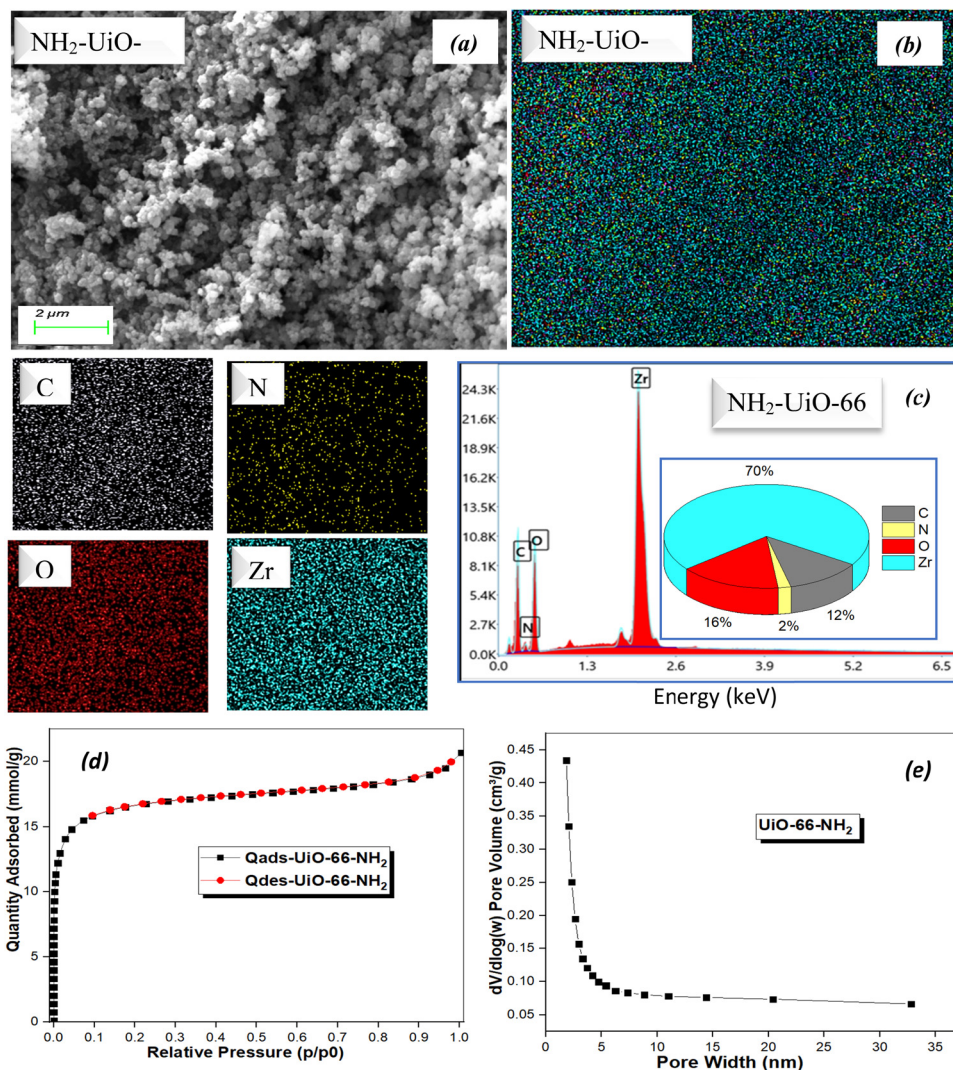 NH₂-UiO-
(a)
2 µm
NH₂-UiO-
(b)
C
N
O
Zr
24.3K
21.6K
18.9K
16.2K
13.5K
10.8K
8.1K
5.4K
2.7K
0.0K
0.0
1.3
2.6
3.9
5.2
6.5
C
N
O
Zr
NH₂-UiO-66
(c)
70%
16%
2%
12%
C
N
O
Zr
Energy (keV)
(d)
Quantity Adsorbed (mmol/g)
20
15
10
5
0
Qads-UiO-66-NH₂
Qdes-UiO-66-NH₂
0.0
0.1
0.2
0.3
0.4
0.5
0.6
0.7
0.8
0.9
1.0
Relative Pressure (p/p0)
(e)
dV/dlog(w) Pore Volume (cm³/g)
0.45
0.40
0.35
0.30
0.25
0.20
0.15
0.10
0.05
UiO-66-NH₂
0
5
10
15
20
25
30
35
Pore Width (nm)